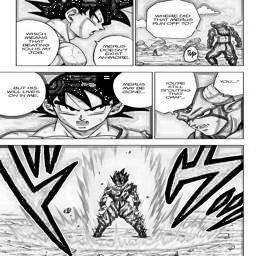 WHERE DID
THAT MERUS
RUN OFF TO?
MERUS
DOESN'T
EXIST
ANYMORE.
WHICH
MEANS
THAT
BEATING
YOU IS MY
JOB.
YOU...?
YOU'RE
STILL
SPOUTING
THAT
CRAP...
MERUS
MAY BE
GONE...
BUT HIS
WILL LIVES
ON IN ME.